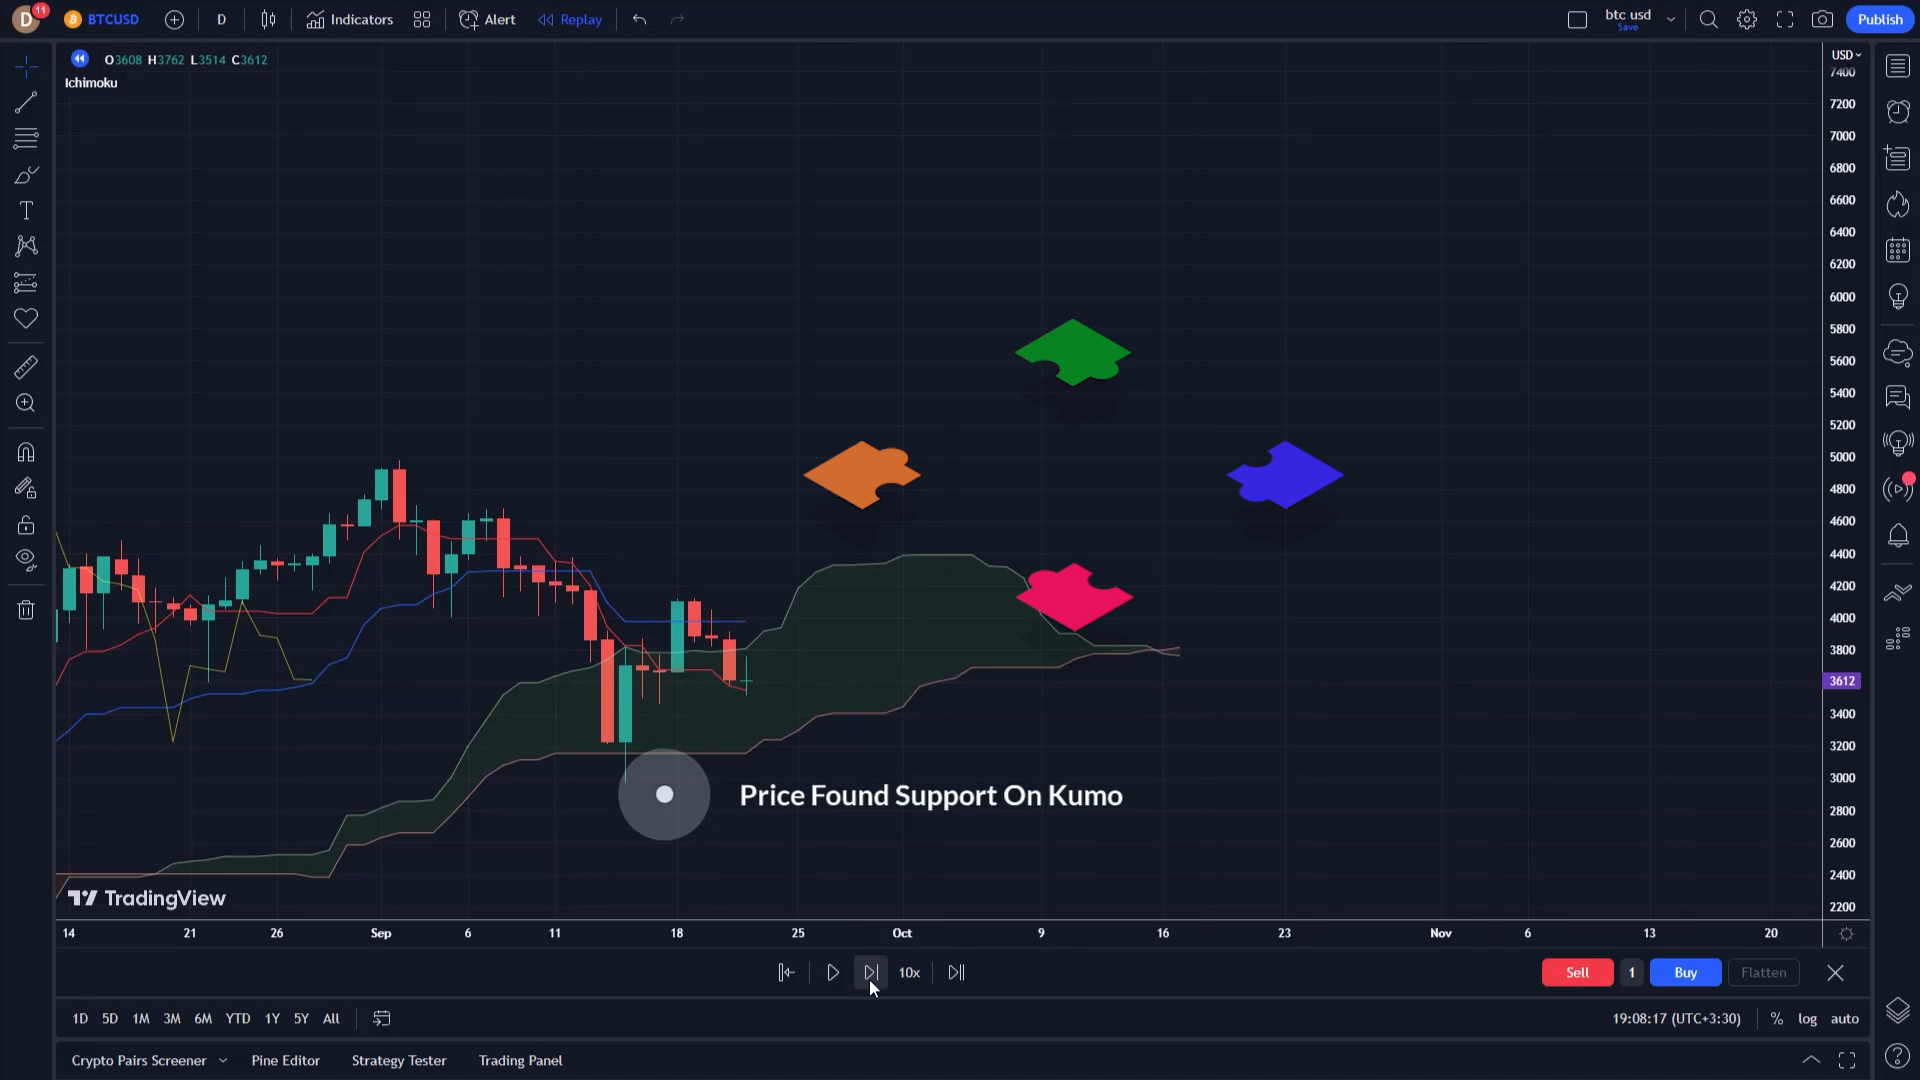 D 11 BTCUSD D Indicators Alert Replay btc usd Save Publish
O3608 H3762 L3514 C3612
Ichimoku
USD
7400
7200
7000
6800
6600
6400
6200
6000
5800
5600
5400
5200
5000
4800
4600
4400
4200
4000
3800
3612
3400
3200
3000
2800
2600
2400
2200
Price Found Support On Kumo
TradingView
14 21 26 Sep 6 11 18 25 Oct 9 16 23 Nov 6 13 20
10x Sell 1 Buy Flatten
1D 5D 1M 3M 6M YTD 1Y 5Y All 19:08:17 (UTC+3:30) % log auto
Crypto Pairs Screener Pine Editor Strategy Tester Trading Panel